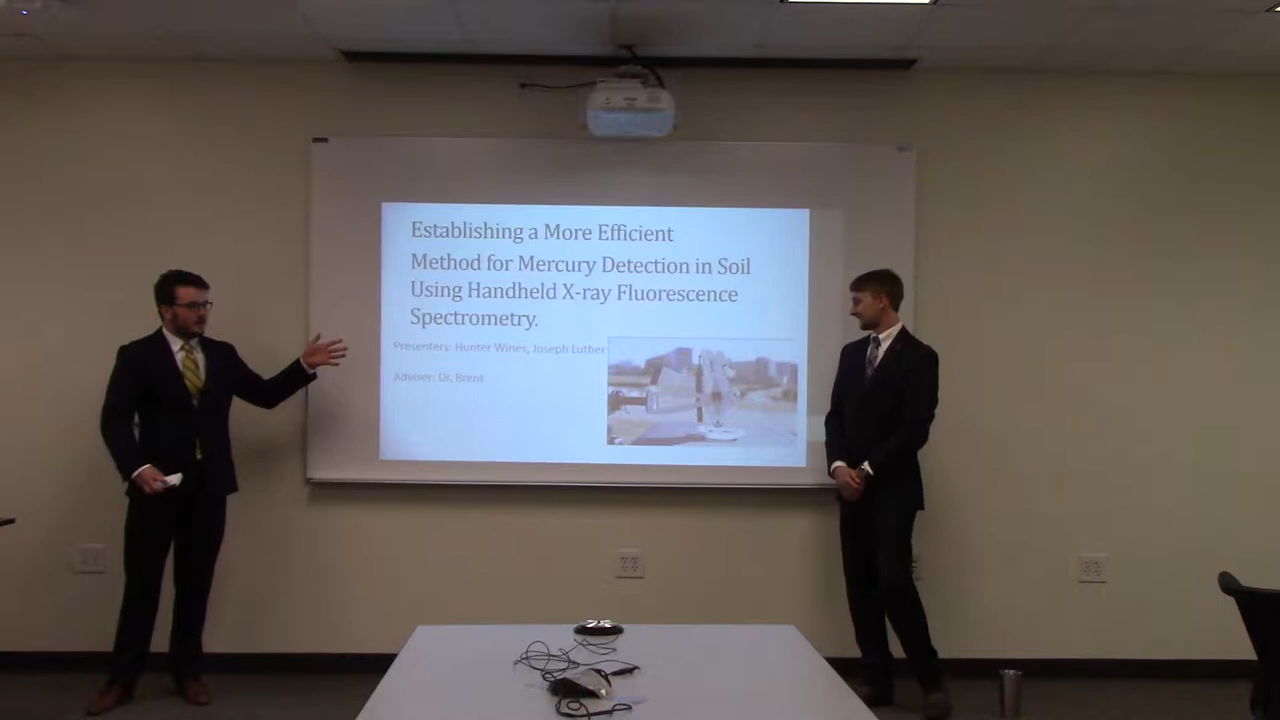 Establishing a More Efficient
Method for Mercury Detection in Soil
Using Handheld X-ray Fluorescence
Spectrometry.
Presenters: Hunter Wines, Joseph Luther
Adviser: Dr. Brent